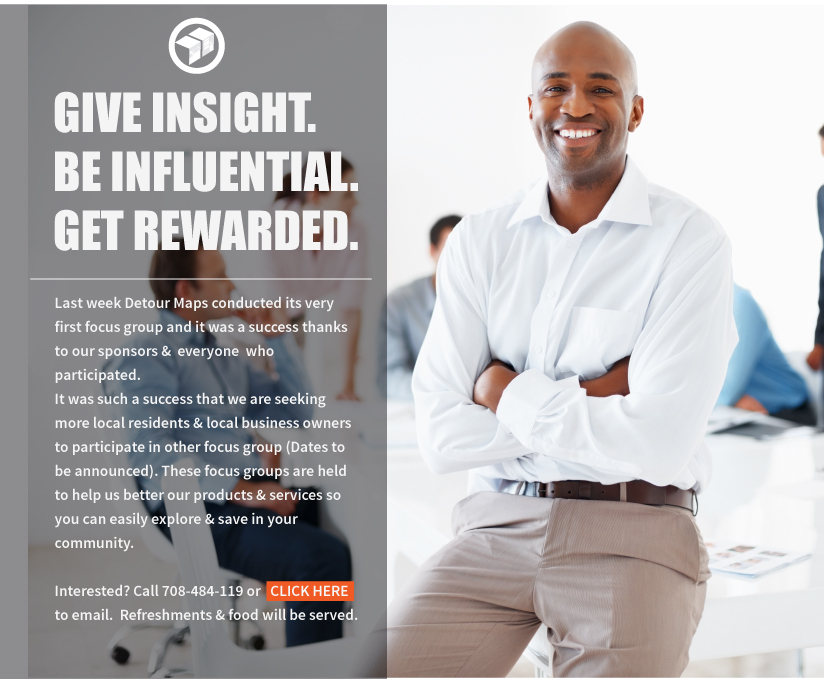 GIVE INSIGHT.
BE INFLUENTIAL.
GET REWARDED.
Last week Detour Maps conducted its very
first focus group and it was a success thanks
to our sponsors &  everyone  who
participated.
It was such a success that we are seeking
more local residents & local business owners
to participate in other focus group (Dates to
be announced). These focus groups are held
to help us better our products & services so
you can easily explore & save in your
community.
Interested? Call 708-484-119 or CLICK HERE
to email.  Refreshments & food will be served.